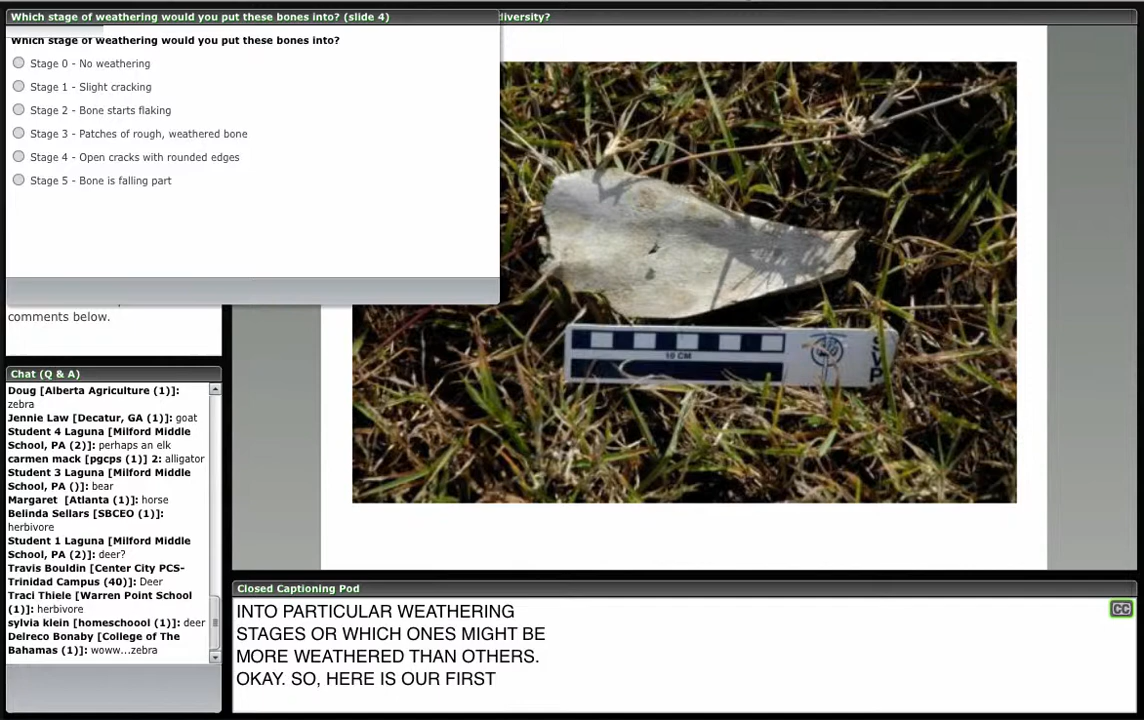 Which stage of weathering would you put these bones into? (slide 4)
diversity?
Which stage of weathering would you put these bones into?
Stage 0 - No weathering
Stage 1 - Slight cracking
Stage 2 - Bone starts flaking
Stage 3 - Patches of rough, weathered bone
Stage 4 - Open cracks with rounded edges
Stage 5 - Bone is falling part
10 CM
SVP
comments below.
Chat (Q & A)
Doug [Alberta Agriculture (1)]:
zebra
Jennie Law [Decatur, GA (1)]: goat
Student 4 Laguna [Milford Middle
School, PA (2)]: perhaps an elk
carmen mack [pgcps (1)] 2: alligator
Student 3 Laguna [Milford Middle
School, PA ()]: bear
Margaret [Atlanta (1)]: horse
Belinda Sellars [SBCEO (1)]:
herbivore
Student 1 Laguna [Milford Middle
School, PA (2)]: deer?
Travis Bouldin [Center City PCS-
Trinidad Campus (40)]: Deer
Traci Thiele [Warren Point School
(1)]: herbivore
sylvia klein [homeschoool (1)]: deer
Delreco Bonaby [College of The
Bahamas (1)]: woww...zebra
Closed Captioning Pod
CC
INTO PARTICULAR WEATHERING
STAGES OR WHICH ONES MIGHT BE
MORE WEATHERED THAN OTHERS.
OKAY. SO, HERE IS OUR FIRST